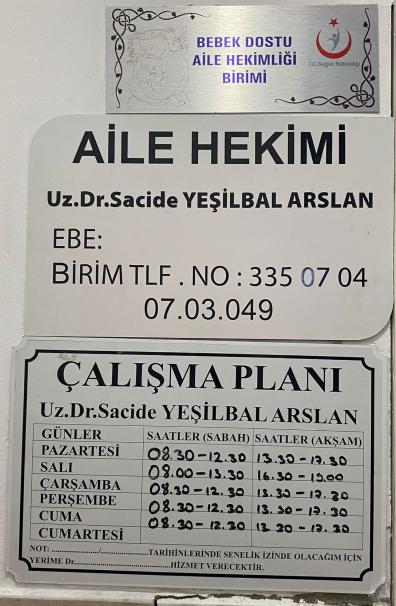 BEBEK DOSTU
AİLE HEKİMLİĞİ
BİRİMİ
TC Sağlık Bakanlığı
AİLE HEKİMİ
Uz.Dr.Sacide YEŞİLBAL ARSLAN
EBE:
BİRİM TLF . NO : 335 07 04
07.03.049
ÇALIŞMA PLANI
Uz.Dr.Sacide YEŞİLBAL ARSLAN
GÜNLER SAATLER (SABAH) SAATLER (AKŞAM)
PAZARTESİ 08.30-12.30 13.30-17.30
SALI 08.00-13.30 16.30-15.00
ÇARŞAMBA 08.30-12.30 13.30-17.30
PERŞEMBE 08.30-12.30 13.30-17.30
CUMA 08.30-12.30 13.30-17.30
CUMARTESİ
NOT: ............../..............TARİHİNLERİNDE SENELİK İZİNDE OLACAĞIM İÇİN
YERİME Dr..........................HİZMET VERECEKTİR.